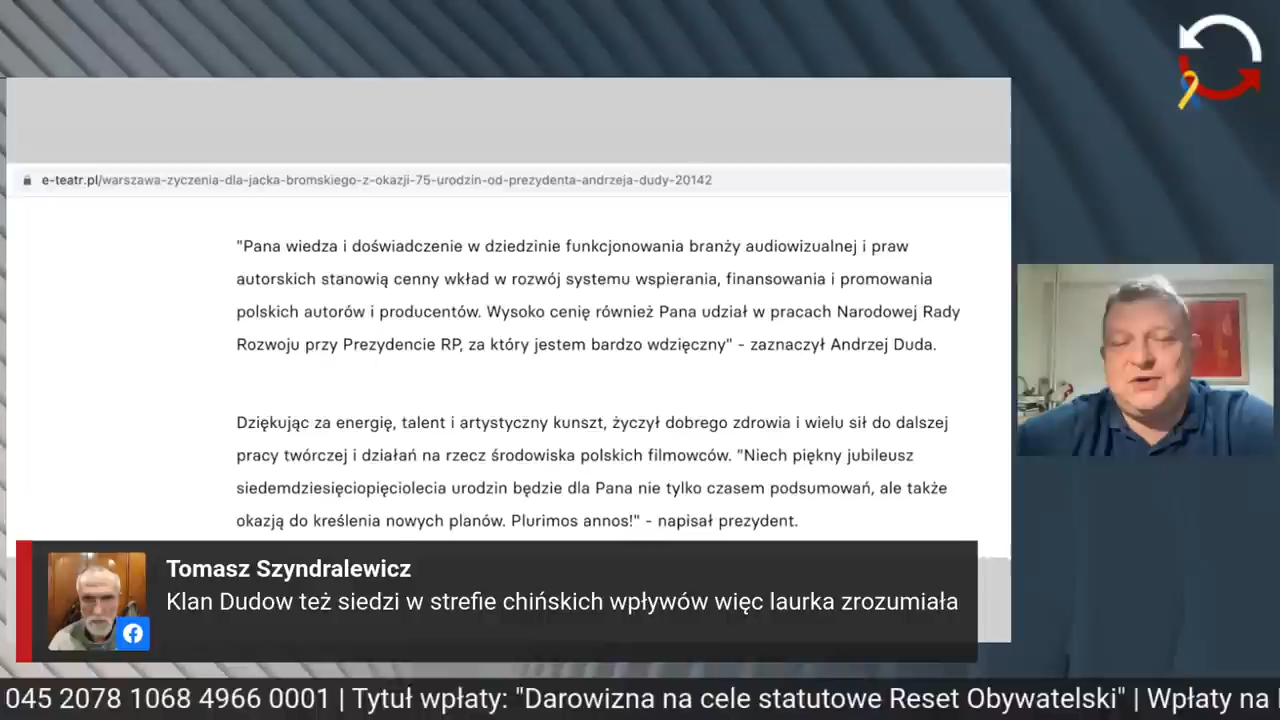 e-teatr.pl/warszawa-zyczenia-dla-jacka-bromskiego-z-okazji-75-urodzin-od-prezydenta-andrzeja-dudy-20142
"Pana wiedza i doświadczenie w dziedzinie funkcjonowania branży audiowizualnej i praw
autorskich stanowią cenny wkład w rozwój systemu wspierania, finansowania i promowania
polskich autorów i producentów. Wysoko cenię również Pana udział w pracach Narodowej Rady
Rozwoju przy Prezydencie RP, za który jestem bardzo wdzięczny" - zaznaczył Andrzej Duda.
Dziękując za energię, talent i artystyczny kunszt, życzył dobrego zdrowia i wielu sił do dalszej
pracy twórczej i działań na rzecz środowiska polskich filmowców. "Niech piękny jubileusz
siedemdziesięciopięciolecia urodzin będzie dla Pana nie tylko czasem podsumowań, ale także
okazją do kreślenia nowych planów. Plurimos annos!" - napisał prezydent.
Tomasz Szyndralewicz
Klan Dudow też siedzi w strefie chińskich wpływów więc laurka zrozumiała
045 2078 1068 4966 0001 | Tytuł wpłaty: "Darowizna na cele statutowe Reset Obywatelski" | Wpłaty na